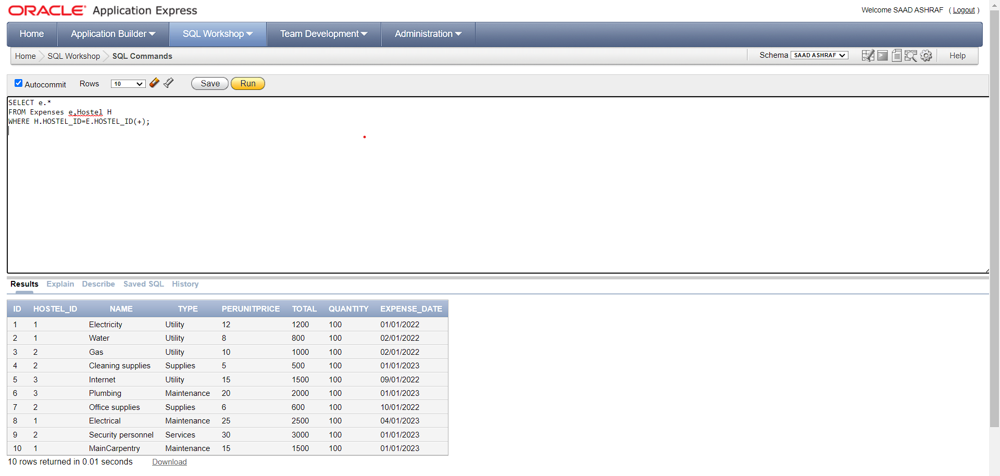 ORACLE® Application Express
Welcome SAAD ASHRAF ( Logout )
Home Application Builder SQL Workshop Team Development Administration
Home SQL Workshop SQL Commands Schema SAAD ASHRAF Help
Autocommit Rows 10 Save Run
SELECT e.*
FROM Expenses e,Hostel H
WHERE H.HOSTEL_ID=E.HOSTEL_ID(+);
Results Explain Describe Saved SQL History
ID HOSTEL_ID NAME TYPE PERUNITPRICE TOTAL QUANTITY EXPENSE_DATE
1 1 Electricity Utility 12 1200 100 01/01/2022
2 1 Water Utility 8 800 100 02/01/2022
3 2 Gas Utility 10 1000 100 02/01/2022
4 2 Cleaning supplies Supplies 5 500 100 01/01/2023
5 3 Internet Utility 15 1500 100 09/01/2022
6 3 Plumbing Maintenance 20 2000 100 01/01/2023
7 2 Office supplies Supplies 6 600 100 10/01/2022
8 1 Electrical Maintenance 25 2500 100 04/01/2023
9 2 Security personnel Services 30 3000 100 01/01/2023
10 1 MainCarpentry Maintenance 15 1500 100 01/01/2023
10 rows returned in 0.01 seconds Download